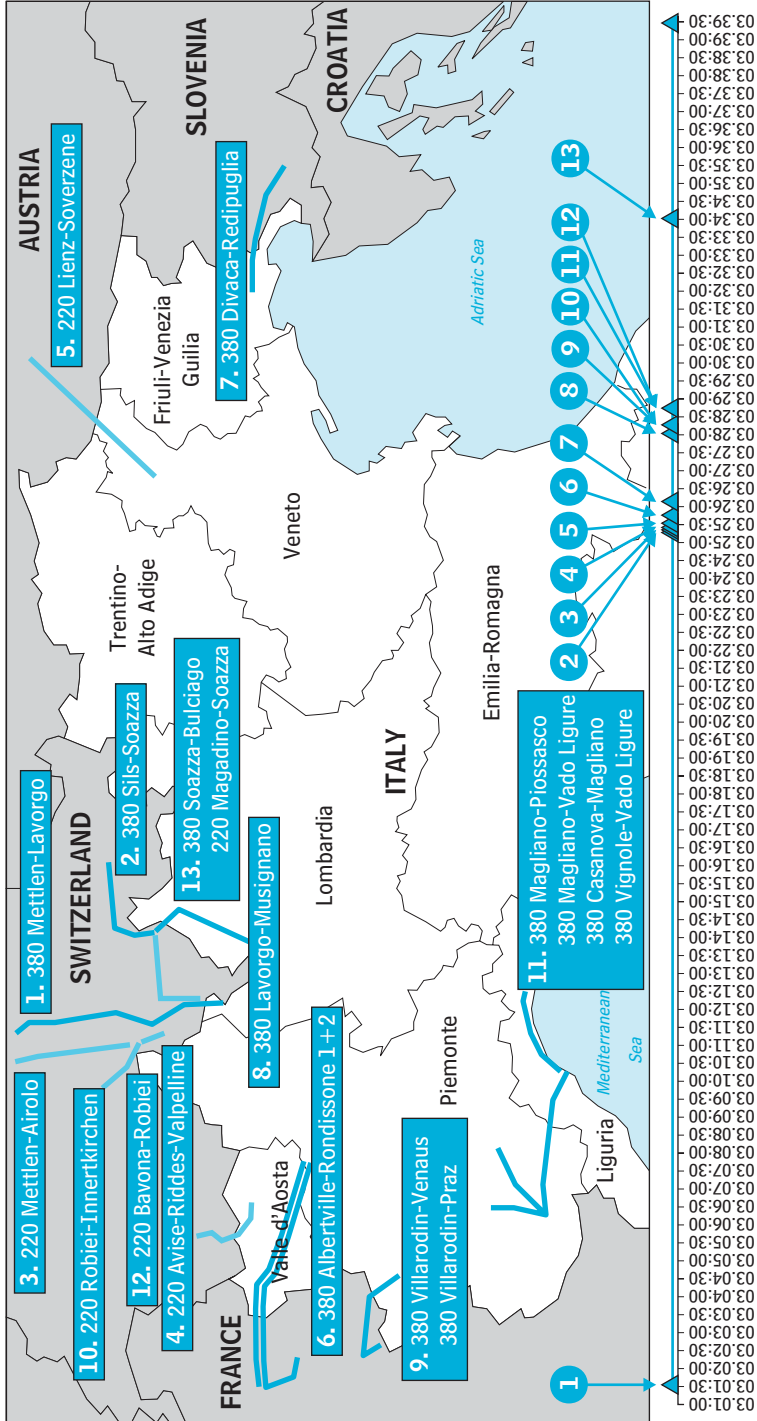 AUSTRIA
SLOVENIA
CROATIA
SWITZERLAND
FRANCE
ITALY
1. 380 Mettlen-Lavorgo
2. 380 Sils-Soazza
3. 220 Mettlen-Airolo
10. 220 Robiei-Innertkirchen
12. 220 Bavona-Robiei
4. 220 Avise-Riddes-Valpelline
5. 220 Lienz-Soverzene
7. 380 Divaca-Redipuglia
13. 380 Soazza-Bulciago
220 Magadino-Soazza
8. 380 Lavorgo-Musignano
6. 380 Albertville-Rondissone 1+2
9. 380 Villarodin-Venaus
380 Villarodin-Praz
11. 380 Magliano-Piossasco
380 Magliano-Vado Ligure
380 Casanova-Magliano
380 Vignole-Vado Ligure
Trentino-
Alto Adige
Friuli-Venezia
Guilia
Veneto
Lombardia
Valle d'Aosta
Piemonte
Emilia-Romagna
Liguria
Adriatic Sea
Mediterranean
Sea
1
2
3
4
5
6
7
8
9
10
11
12
13
03.01:00
03.01:30
03.02:00
03.02:30
03.03:00
03.03:30
03.04:00
03.04:30
03.05:00
03.05:30
03.06:00
03.06:30
03.07:00
03.07:30
03.08:00
03.08:30
03.09:00
03.09:30
03.10:00
03.10:30
03.11:00
03.11:30
03.12:00
03.12:30
03.13:00
03.13:30
03.14:00
03.14:30
03.15:00
03.15:30
03.16:00
03.16:30
03.17:00
03.17:30
03.18:00
03.18:30
03.19:00
03.19:30
03.20:00
03.20:30
03.21:00
03.21:30
03.22:00
03.22:30
03.23:00
03.23:30
03.24:00
03.24:30
03.25:00
03.25:30
03.26:00
03.26:30
03.27:00
03.27:30
03.28:00
03.28:30
03.29:00
03.29:30
03.30:00
03.30:30
03.31:00
03.31:30
03.32:00
03.32:30
03.33:00
03.33:30
03.34:00
03.34:30
03.35:00
03.35:30
03.36:00
03.36:30
03.37:00
03.37:30
03.38:00
03.38:30
03.39:00
03.39:30